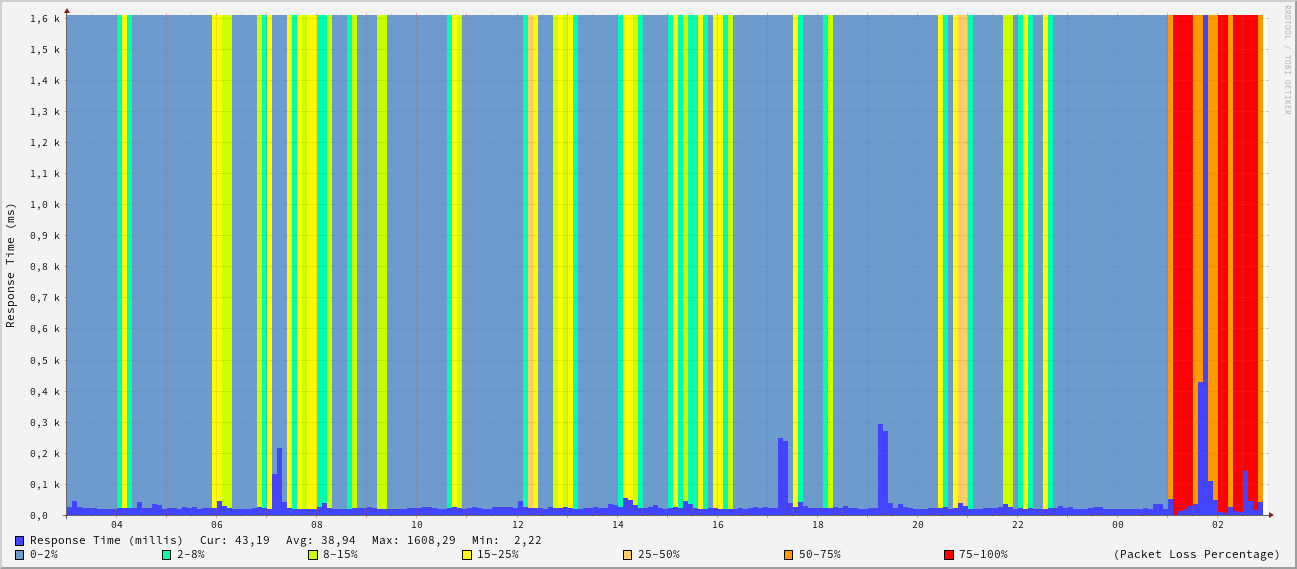 RRDTOOL / TOBI OETIKER
Response Time (ms)
1,6 k
1,5 k
1,4 k
1,3 k
1,2 k
1,1 k
1,0 k
0,9 k
0,8 k
0,7 k
0,6 k
0,5 k
0,4 k
0,3 k
0,2 k
0,1 k
0,0
04 06 08 10 12 14 16 18 20 22 00 02
Response Time (millis) Cur: 43,19 Avg: 38,94 Max: 1608,29 Min: 2,22
0-2% 2-8% 8-15% 15-25% 25-50% 50-75% 75-100% (Packet Loss Percentage)